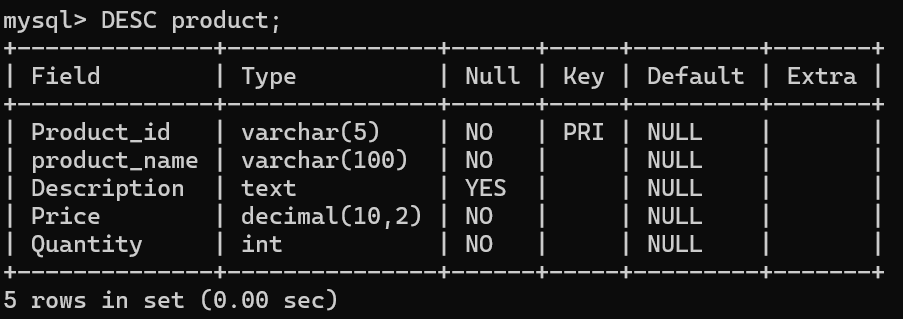 mysql> DESC product;
+--------------+---------------+------+-----+---------+-------+
| Field        | Type          | Null | Key | Default | Extra |
+--------------+---------------+------+-----+---------+-------+
| Product_id   | varchar(5)    | NO   | PRI | NULL    |       |
| product_name | varchar(100)  | NO   |     | NULL    |       |
| Description  | text          | YES  |     | NULL    |       |
| Price        | decimal(10,2) | NO   |     | NULL    |       |
| Quantity     | int           | NO   |     | NULL    |       |
+--------------+---------------+------+-----+---------+-------+
5 rows in set (0.00 sec)